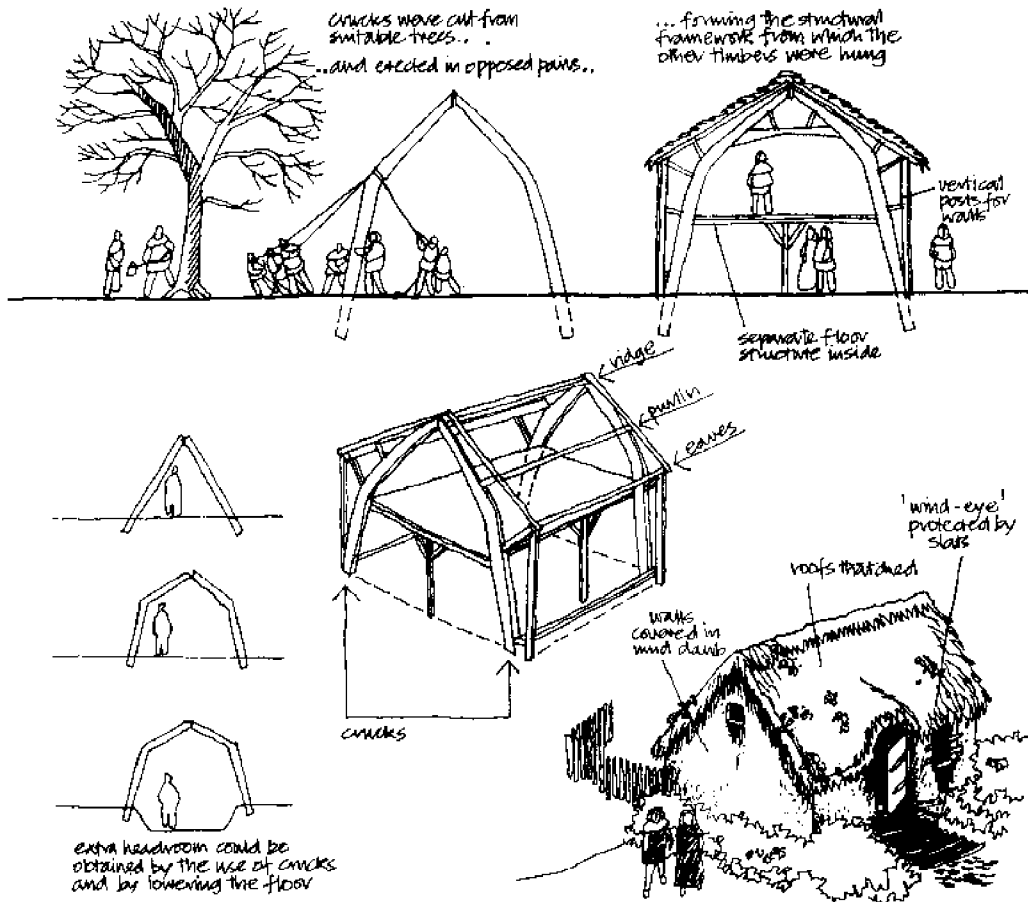 crucks were cut from
suitable trees..
..and erected in opposed pairs..
... forming the structural
framework from which the
other timbers were hung
vertical
posts for
walls
separate floor
structure inside
ridge
purlin
eaves
crucks
extra headroom could be
obtained by the use of crucks
and by lowering the floor
walls
covered in
mud daub
roofs thatched
'wind-eye'
protected by
slats